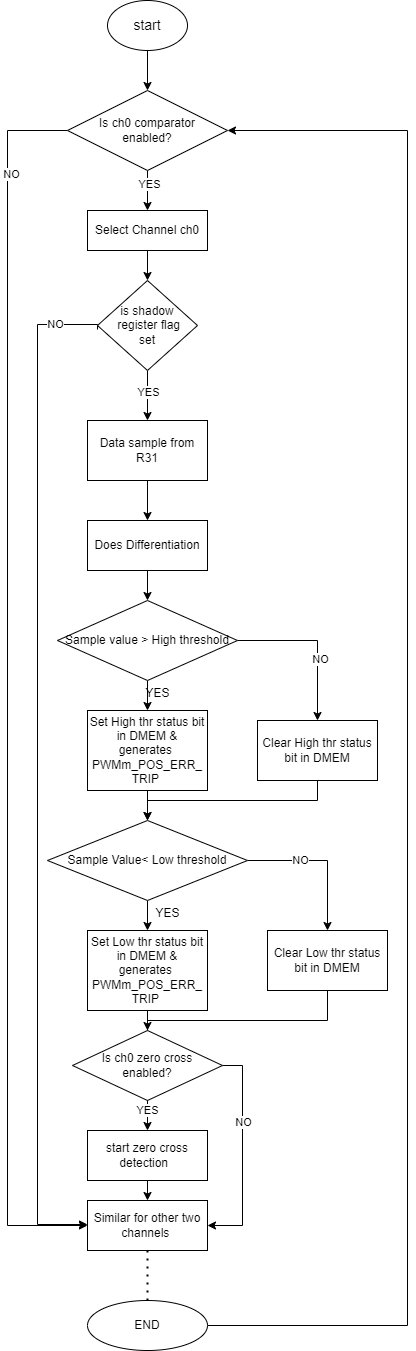 start
Is ch0 comparator
enabled?
NO
YES
Select Channel ch0
is shadow
register flag
set
NO
YES
Data sample from
R31
Does Differentiation
Sample value > High threshold
NO
YES
Set High thr status bit
in DMEM &
generates
PWMm_POS_ERR_
TRIP
Clear High thr status
bit in DMEM
Sample Value< Low threshold
NO
YES
Set Low thr status bit
in DMEM &
generates
PWMm_POS_ERR_
TRIP
Clear Low thr status
bit in DMEM
Is ch0 zero cross
enabled?
YES
NO
start zero cross
detection
Similar for other two
channels
END